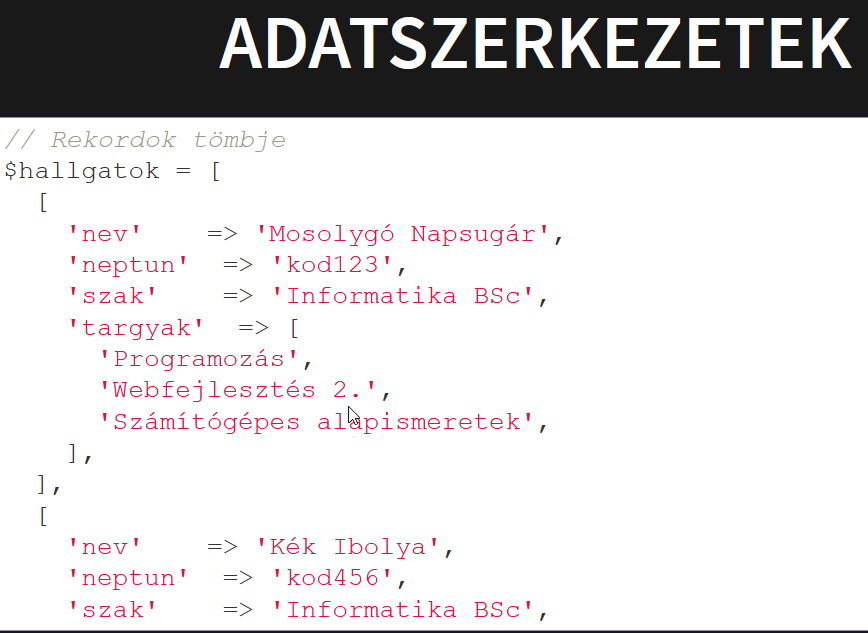 ADATSZERKEZETEK
// Rekordok tömbje
$hallgatok = [
  [
    'nev'    => 'Mosolygó Napsugár',
    'neptun'  => 'kod123',
    'szak'    => 'Informatika BSc',
    'targyak'  => [
      'Programozás',
      'Webfejlesztés 2.',
      'Számítógépes alapismeretek',
    ],
  ],
  [
    'nev'    => 'Kék Ibolya',
    'neptun'  => 'kod456',
    'szak'    => 'Informatika BSc',